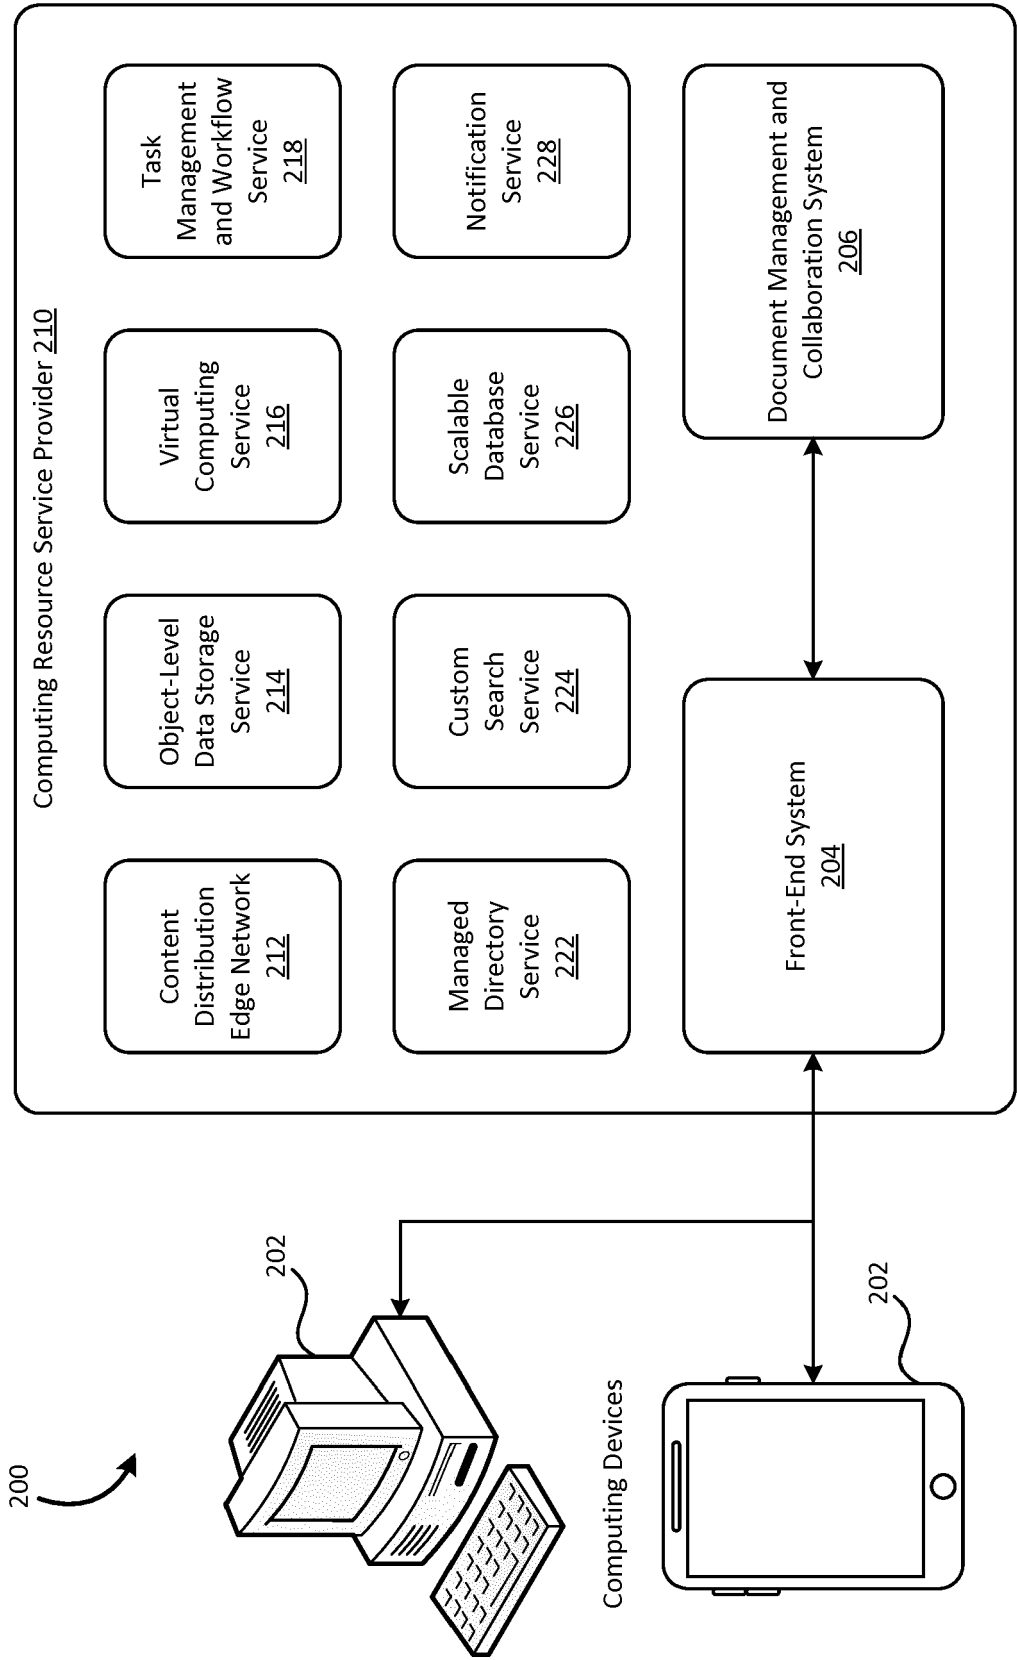 200
Computing Resource Service Provider 210
Content
Distribution
Edge Network
212
Object-Level
Data Storage
Service
214
Virtual
Computing
Service
216
Task
Management
and Workflow
Service
218
202
Managed
Directory
Service
222
Custom
Search
Service
224
Scalable
Database
Service
226
Notification
Service
228
Computing Devices
202
Front-End System
204
Document Management and
Collaboration System
206